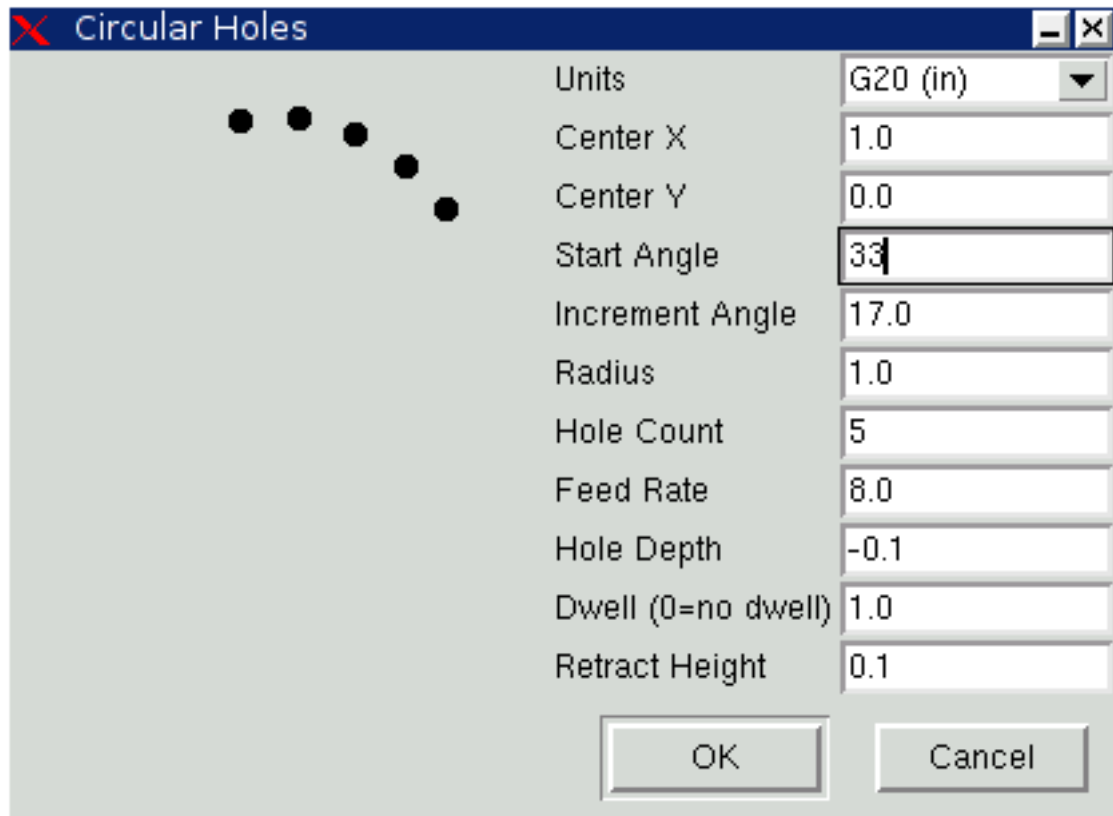 Circular Holes
Units G20 (in)
Center X 1.0
Center Y 0.0
Start Angle 33
Increment Angle 17.0
Radius 1.0
Hole Count 5
Feed Rate 8.0
Hole Depth -0.1
Dwell (0=no dwell) 1.0
Retract Height 0.1
OK Cancel